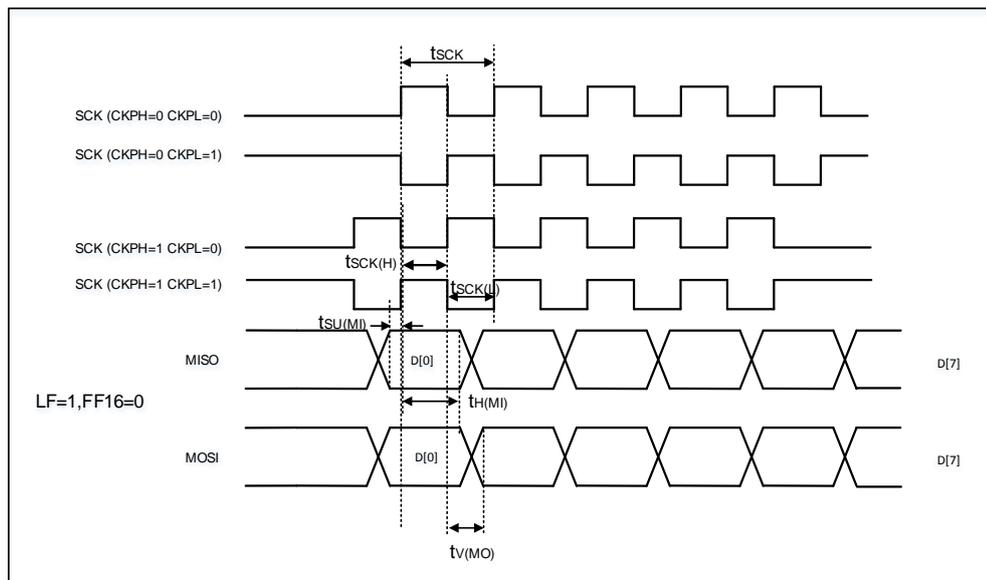 tSCK
SCK (CKPH=0 CKPL=0)
SCK (CKPH=0 CKPL=1)
SCK (CKPH=1 CKPL=0)
tSCK(H)
SCK (CKPH=1 CKPL=1)
tSCK(L)
tSU(MI)
MISO
D[0]
D[7]
LF=1,FF16=0
tH(MI)
MOSI
D[0]
D[7]
tV(MO)